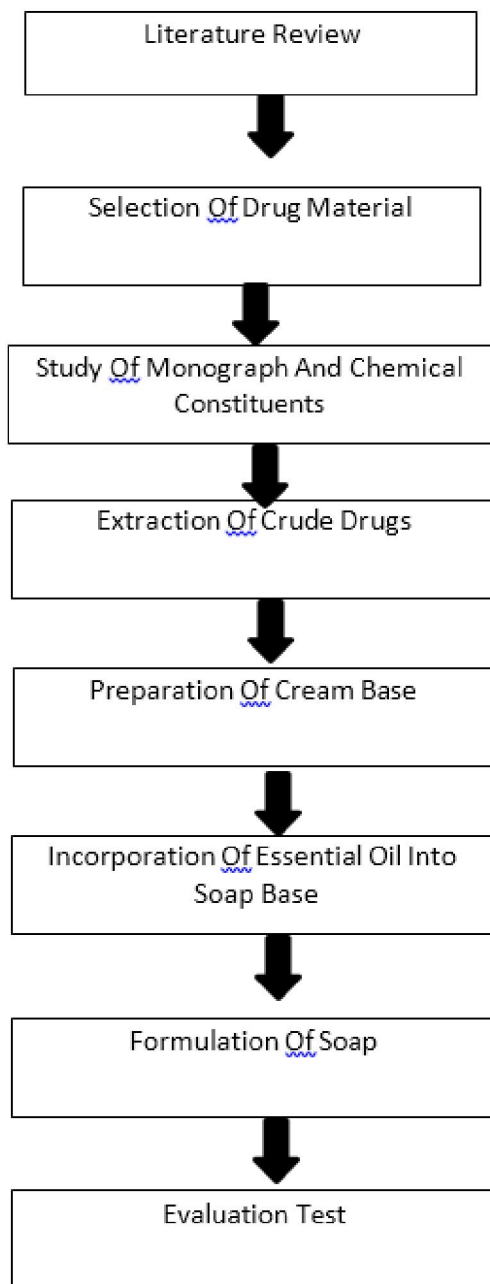 Literature Review
Selection Of Drug Material
Study Of Monograph And Chemical
Constituents
Extraction Of Crude Drugs
Preparation Of Cream Base
Incorporation Of Essential Oil Into
Soap Base
Formulation Of Soap
Evaluation Test